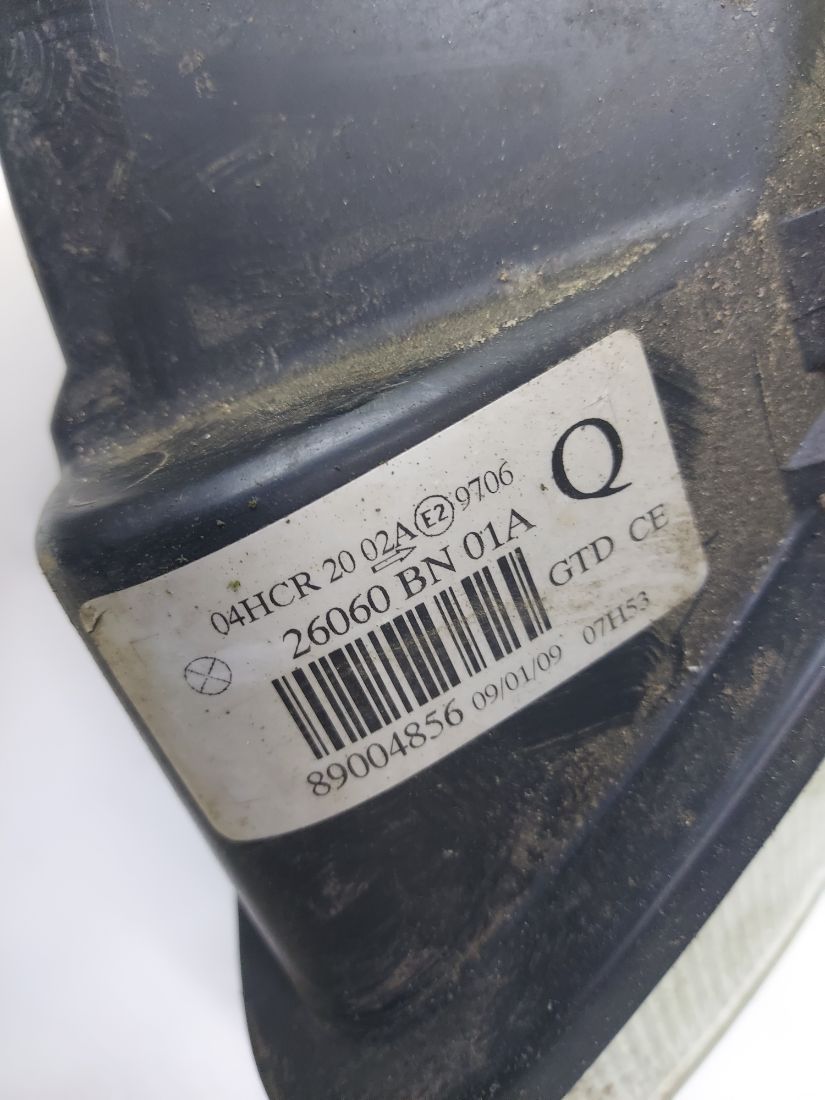 04HCR 20 02A E2 9706
26060 BN 01A
Q
GTD CE
89004856 09/01/09 07H53